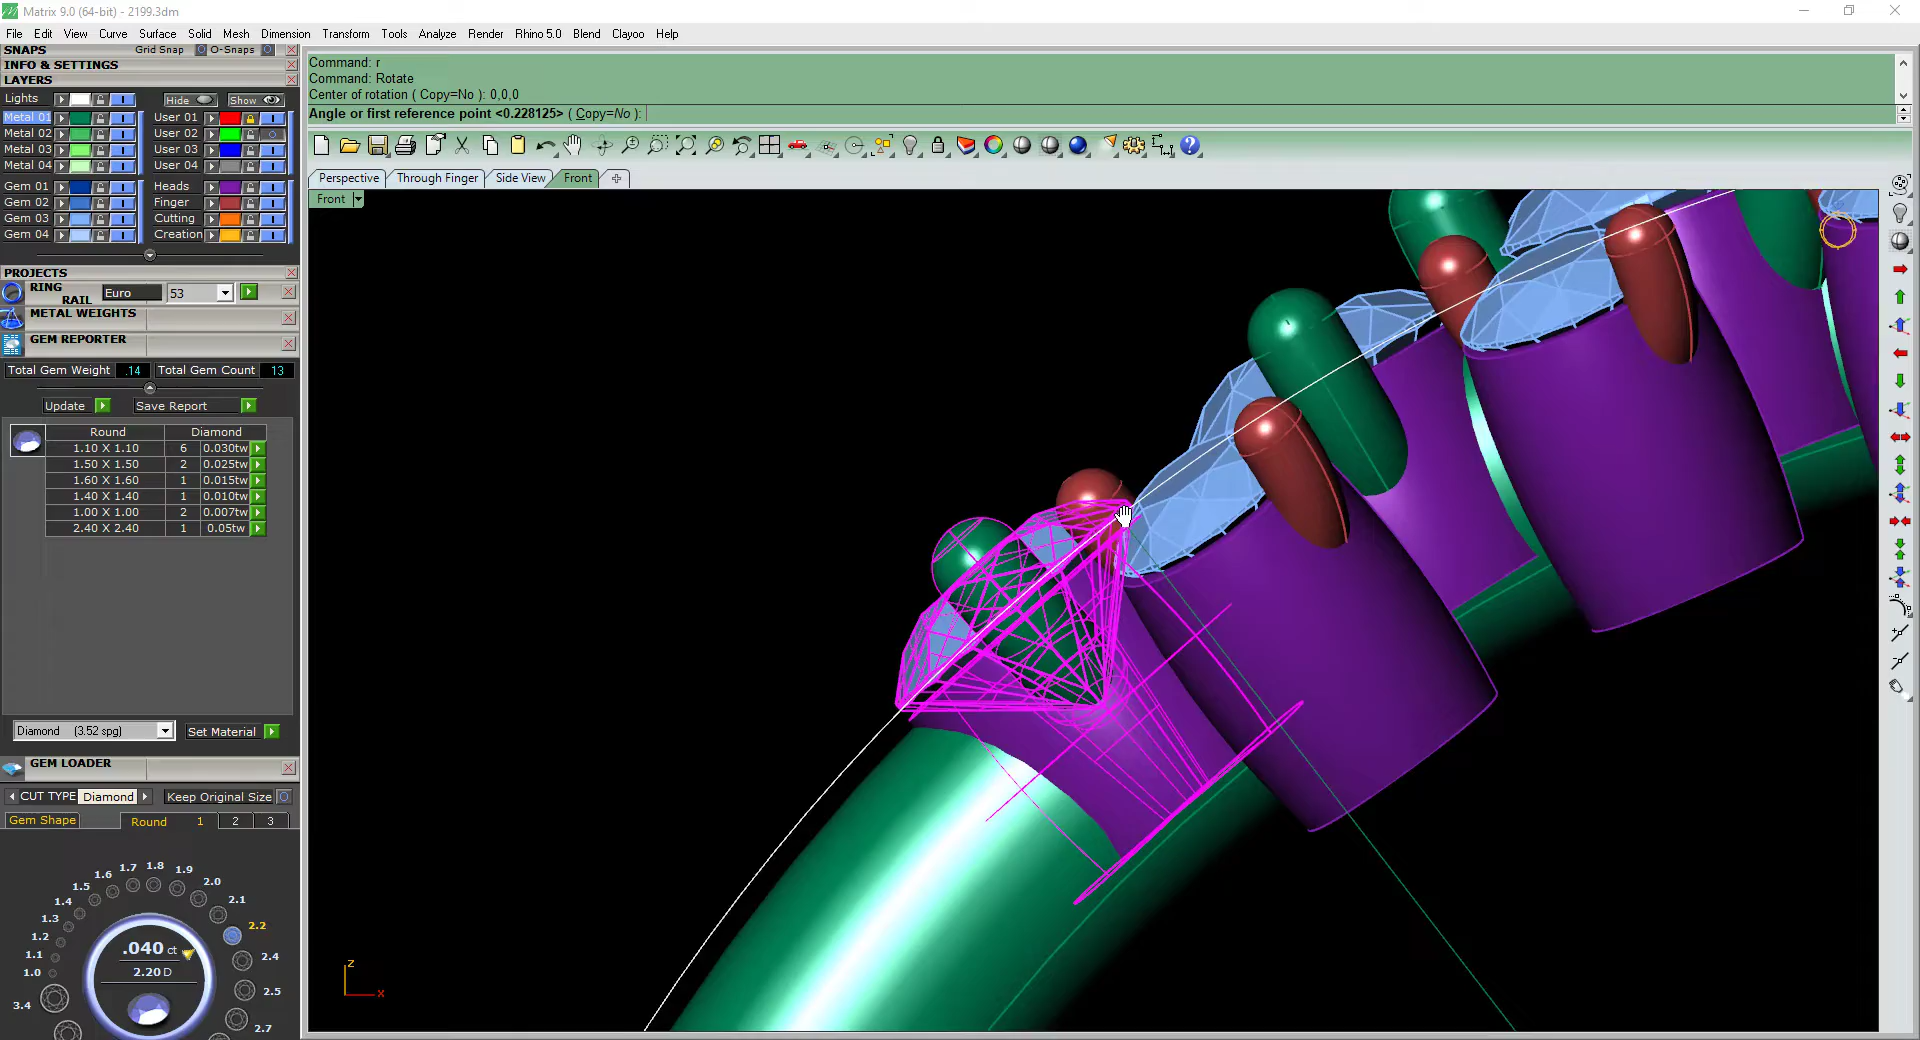 Matrix 9.0 (64-bit) - 2199.3dm
File Edit View Curve Surface Solid Mesh Dimension Transform Tools Analyze Render Rhino 5.0 Blend Clayoo Help
SNAPS Grid Snap O-Snaps
INFO & SETTINGS
LAYERS
Lights Hide Show
Metal 01 User 01
Metal 02 User 02
Metal 03 User 03
Metal 04 User 04
Gem 01 Heads
Gem 02 Finger
Gem 03 Cutting
Gem 04 Creation
PROJECTS
RING RAIL Euro 53
METAL WEIGHTS
GEM REPORTER
Total Gem Weight .14 Total Gem Count 13
Update Save Report
Round Diamond
1.10 X 1.10 6 0.030tw
1.50 X 1.50 2 0.025tw
1.60 X 1.60 1 0.015tw
1.40 X 1.40 1 0.010tw
1.00 X 1.00 2 0.007tw
2.40 X 2.40 1 0.05tw
Diamond (3.52 spg) Set Material
GEM LOADER
CUT TYPE Diamond Keep Original Size
Gem Shape Round 1 2 3
1.0
1.1
1.2
1.3
1.4
1.5
1.6
1.7
1.8
1.9
2.0
2.1
2.2
2.4
2.5
2.7
3.4
.040 ct
2.20 D
Command: r
Command: Rotate
Center of rotation ( Copy=No ): 0,0,0
Angle or first reference point <0.228125> ( Copy=No ):
Perspective Through Finger Side View Front
Front
z
x